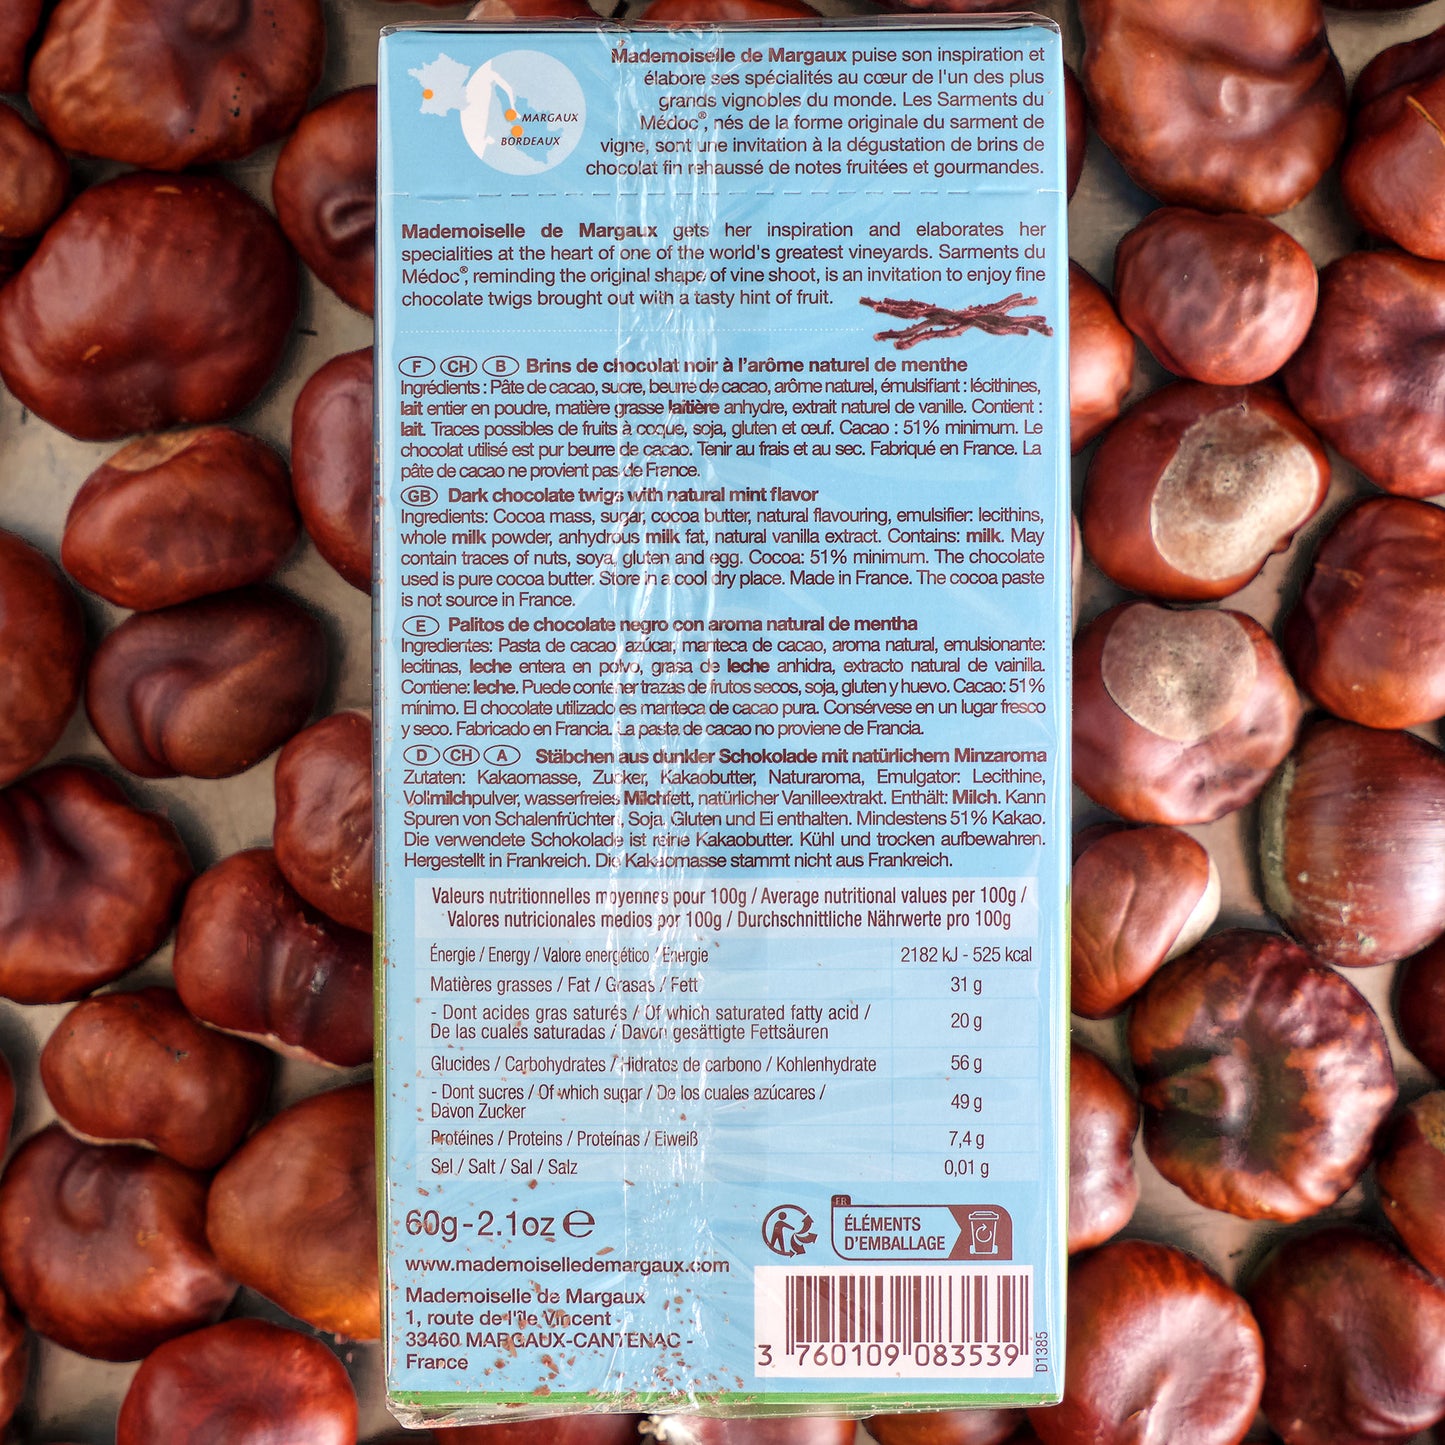 MARGAUX
BORDEAUX
Mademoiselle de Margaux puise son inspiration et
élabore ses spécialités au cœur de l'un des plus
grands vignobles du monde. Les Sarments du
Médoc®, nés de la forme originale du sarment de
vigne, sont une invitation à la dégustation de brins de
chocolat fin rehaussé de notes fruitées et gourmandes.
Mademoiselle de Margaux gets her inspiration and elaborates her
specialities at the heart of one of the world's greatest vineyards. Sarments du
Médoc®, reminding the original shape of vine shoot, is an invitation to enjoy fine
chocolate twigs brought out with a tasty hint of fruit.
F CH B Brins de chocolat noir à l'arôme naturel de menthe
Ingrédients : Pâte de cacao, sucre, beurre de cacao, arôme naturel, émulsifiant : lécithines,
lait entier en poudre, matière grasse laitière anhydre, extrait naturel de vanille. Contient :
lait. Traces possibles de fruits à coque, soja, gluten et œuf. Cacao : 51% minimum. Le
chocolat utilisé est pur beurre de cacao. Tenir au frais et au sec. Fabriqué en France. La
pâte de cacao ne provient pas de France.
GB Dark chocolate twigs with natural mint flavor
Ingredients: Cocoa mass, sugar, cocoa butter, natural flavouring, emulsifier: lecithins,
whole milk powder, anhydrous milk fat, natural vanilla extract. Contains: milk. May
contain traces of nuts, soya, gluten and egg. Cocoa: 51% minimum. The chocolate
used is pure cocoa butter. Store in a cool dry place. Made in France. The cocoa paste
is not source in France.
E Palitos de chocolate negro con aroma natural de mentha
Ingredientes: Pasta de cacao, azúcar, manteca de cacao, aroma natural, emulsionante:
lecitinas, leche entera en polvo, grasa de leche anhidra, extracto natural de vainilla.
Contiene: leche. Puede contener trazas de frutos secos, soja, gluten y huevo. Cacao: 51%
mínimo. El chocolate utilizado es manteca de cacao pura. Consérvese en un lugar fresco
y seco. Fabricado en Francia. La pasta de cacao no proviene de Francia.
D CH A Stäbchen aus dunkler Schokolade mit natürlichem Minzaroma
Zutaten: Kakaomasse, Zucker, Kakaobutter, Naturaroma, Emulgator: Lecithine,
Vollmilchpulver, wasserfreies Milchfett, natürlicher Vanilleextrakt. Enthält: Milch. Kann
Spuren von Schalenfrüchten, Soja, Gluten und Ei enthalten. Mindestens 51% Kakao.
Die verwendete Schokolade ist reine Kakaobutter. Kühl und trocken aufbewahren.
Hergestellt in Frankreich. Die Kakaomasse stammt nicht aus Frankreich.
Valeurs nutritionnelles moyennes pour 100g / Average nutritional values per 100g /
Valores nutricionales medios por 100g / Durchschnittliche Nährwerte pro 100g
Énergie / Energy / Valore energético / Energie 2182 kJ - 525 kcal
Matières grasses / Fat / Grasas / Fett 31 g
- Dont acides gras saturés / Of which saturated fatty acid /
De las cuales saturadas / Davon gesättigte Fettsäuren 20 g
Glucides / Carbohydrates / Hidratos de carbono / Kohlenhydrate 56 g
- Dont sucres / Of which sugar / De los cuales azúcares /
Davon Zucker 49 g
Protéines / Proteins / Proteínas / Eiweiß 7,4 g
Sel / Salt / Sal / Salz 0,01 g
60g-2.1oz ℮
FR
ÉLÉMENTS
D'EMBALLAGE
www.mademoiselledemargaux.com
Mademoiselle de Margaux
1, route de l'île Vincent -
33460 MARGAUX-CANTENAC -
France
3 760109 083539
D1385